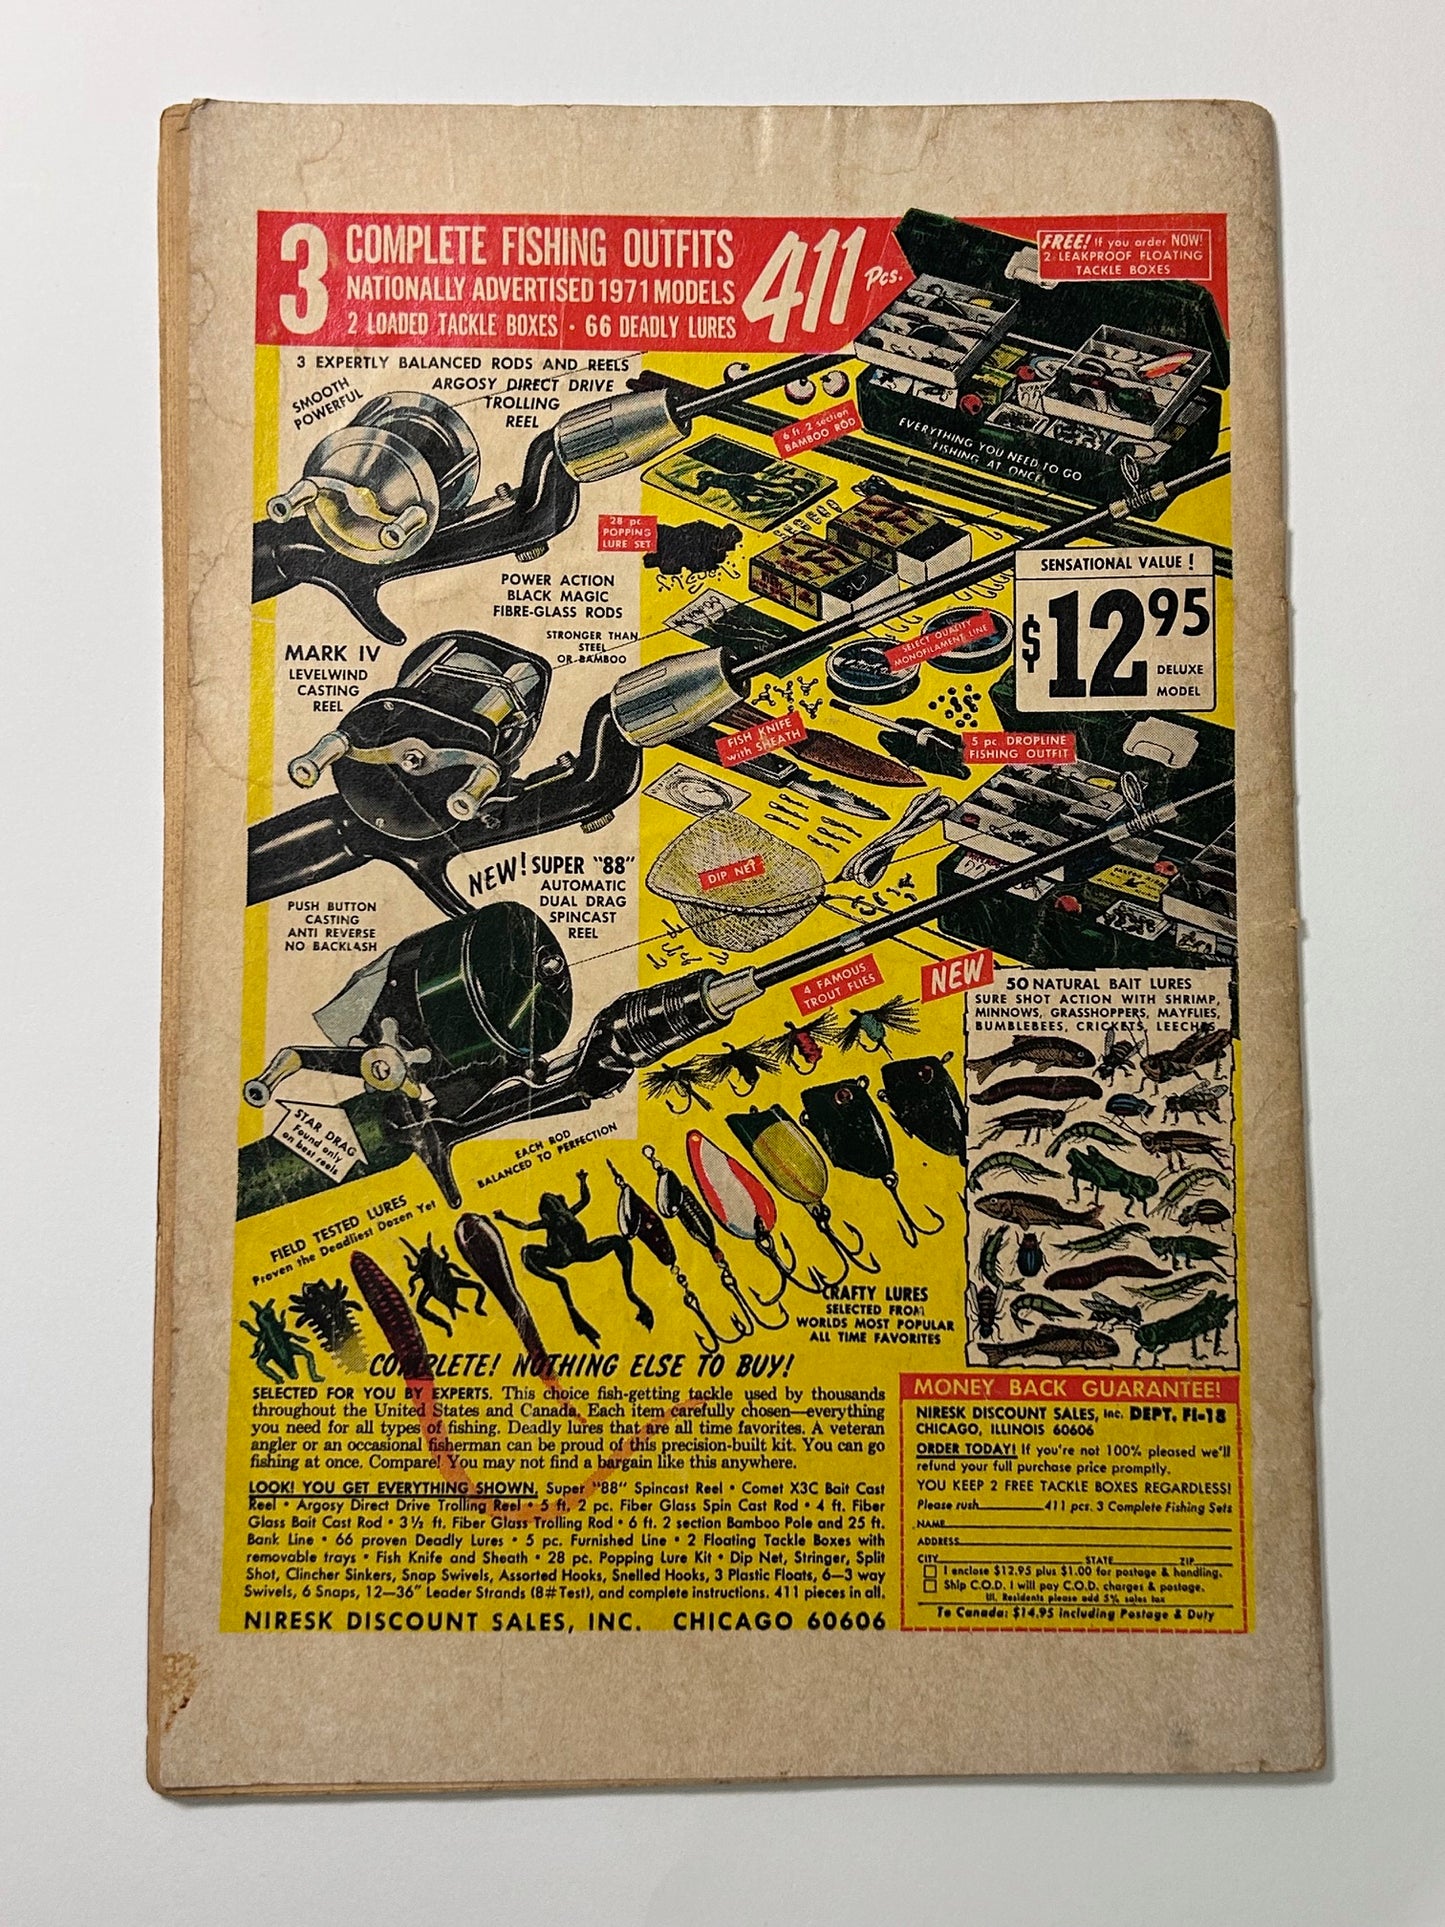 3 COMPLETE FISHING OUTFITS
NATIONALLY ADVERTISED 1971 MODELS
2 LOADED TACKLE BOXES • 66 DEADLY LURES
411 Pcs.
FREE! If you order NOW!
2 LEAKPROOF FLOATING
TACKLE BOXES
3 EXPERTLY BALANCED RODS AND REELS
SMOOTH
POWERFUL
ARGOSY DIRECT DRIVE
TROLLING
REEL
6 ft. 2 section
BAMBOO ROD
EVERYTHING YOU NEED TO GO
FISHING AT ONCE!
28 pc.
POPPING
LURE SET
POWER ACTION
BLACK MAGIC
FIBRE-GLASS RODS
STRONGER THAN
STEEL
OR BAMBOO
SENSATIONAL VALUE!
$12.95
DELUXE
MODEL
SELECT QUALITY
MONOFILAMENT LINE
MARK IV
LEVELWIND
CASTING
REEL
FISH KNIFE
with SHEATH
5 pc. DROPLINE
FISHING OUTFIT
DIP NET
NEW! SUPER "88"
AUTOMATIC
DUAL DRAG
SPINCAST
REEL
PUSH BUTTON
CASTING
ANTI REVERSE
NO BACKLASH
4 FAMOUS
TROUT FLIES
NEW
50 NATURAL BAIT LURES
SURE SHOT ACTION WITH SHRIMP,
MINNOWS, GRASSHOPPERS, MAYFLIES,
BUMBLEBEES, CRICKETS, LEECHES
STAR DRAG
Found only
on best reels
EACH ROD
BALANCED TO PERFECTION
FIELD TESTED LURES
Proven the Deadliest Dozen Yet
CRAFTY LURES
SELECTED FROM
WORLDS MOST POPULAR
ALL TIME FAVORITES
COMPLETE! NOTHING ELSE TO BUY!
SELECTED FOR YOU BY EXPERTS. This choice fish-getting tackle used by thousands
throughout the United States and Canada. Each item carefully chosen—everything
you need for all types of fishing. Deadly lures that are all time favorites. A veteran
angler or an occasional fisherman can be proud of this precision-built kit. You can go
fishing at once. Compare! You may not find a bargain like this anywhere.
LOOK! YOU GET EVERYTHING SHOWN. Super "88" Spincast Reel • Comet X3C Bait Cast
Reel • Argosy Direct Drive Trolling Reel • 5 ft. 2 pc. Fiber Glass Spin Cast Rod • 4 ft. Fiber
Glass Bait Cast Rod • 3½ ft. Fiber Glass Trolling Rod • 6 ft. 2 section Bamboo Pole and 25 ft.
Bank Line • 66 proven Deadly Lures • 5 pc. Furnished Line • 2 Floating Tackle Boxes with
removable trays • Fish Knife and Sheath • 28 pc. Popping Lure Kit • Dip Net, Stringer, Split
Shot, Clincher Sinkers, Snap Swivels, Assorted Hooks, Snelled Hooks, 3 Plastic Floats, 6—3 way
Swivels, 6 Snaps, 12—36" Leader Strands (8# Test), and complete instructions. 411 pieces in all.
NIRESK DISCOUNT SALES, INC. CHICAGO 60606
MONEY BACK GUARANTEE!
NIRESK DISCOUNT SALES, Inc. DEPT. FI-18
CHICAGO, ILLINOIS 60606
ORDER TODAY! If you're not 100% pleased we'll
refund your full purchase price promptly.
YOU KEEP 2 FREE TACKLE BOXES REGARDLESS!
Please rush 411 pcs. 3 Complete Fishing Sets
NAME
ADDRESS
CITY STATE ZIP
I enclose $12.95 plus $1.00 for postage & handling.
Ship C.O.D. I will pay C.O.D. charges & postage.
Ill. Residents please add 5% sales tax
To Canada: $14.95 including Postage & Duty